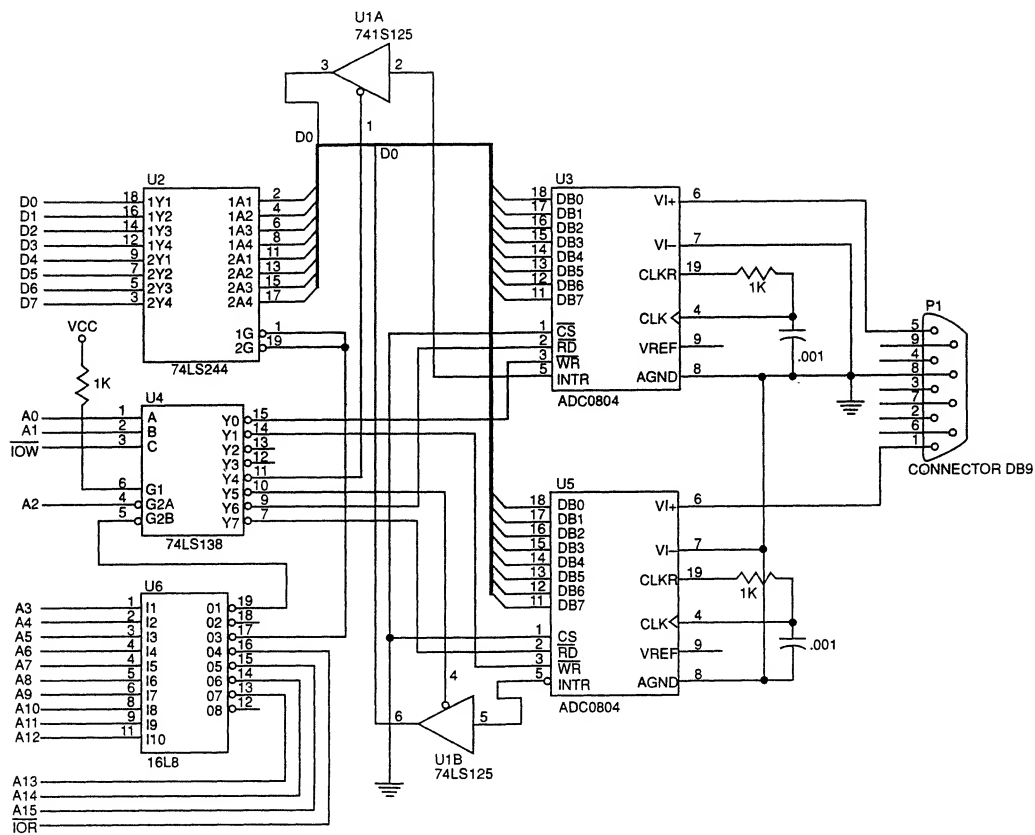 U1A
741S125
3
2
1
D0
D0
U2
D0 18 1Y1 1A1 2
D1 16 1Y2 1A2 4
D2 14 1Y3 1A3 6
D3 12 1Y4 1A4 8
D4 9 2Y1 2A1 11
D5 7 2Y2 2A2 13
D6 5 2Y3 2A3 15
D7 3 2Y4 2A4 17
1G 1
2G 19
74LS244
VCC
1K
U4
A0 1 A Y0 15
A1 2 B Y1 14
IOW 3 C Y2 13
Y3 12
Y4 11
6 G1 Y5 10
A2 4 G2A Y6 9
5 G2B Y7 7
74LS138
U6
A3 1 I1 01 19
A4 2 I2 02 18
A5 3 I3 03 17
A6 4 I4 04 16
A7 4 I5 05 15
A8 5 I6 06 14
A9 6 I7 07 13
A10 8 I8 08 12
A11 9 I9
A12 11 I10
16L8
A13
A14
A15
IOR
U3
18 DB0 VI+ 6
17 DB1
16 DB2
15 DB3 VI– 7
14 DB4
13 DB5 CLKR 19
12 DB6 1K
11 DB7
CLK 4
1 CS .001
2 RD VREF 9
3 WR
5 INTR AGND 8
ADC0804
U5
18 DB0 VI+ 6
17 DB1
16 DB2
15 DB3 VI– 7
14 DB4
13 DB5 CLKR 19
12 DB6 1K
11 DB7
CLK 4
1 CS .001
2 RD VREF 9
3 WR
5 INTR AGND 8
ADC0804
4
6
5
U1B
74LS125
P1
5
9
4
8
3
7
2
6
1
CONNECTOR DB9